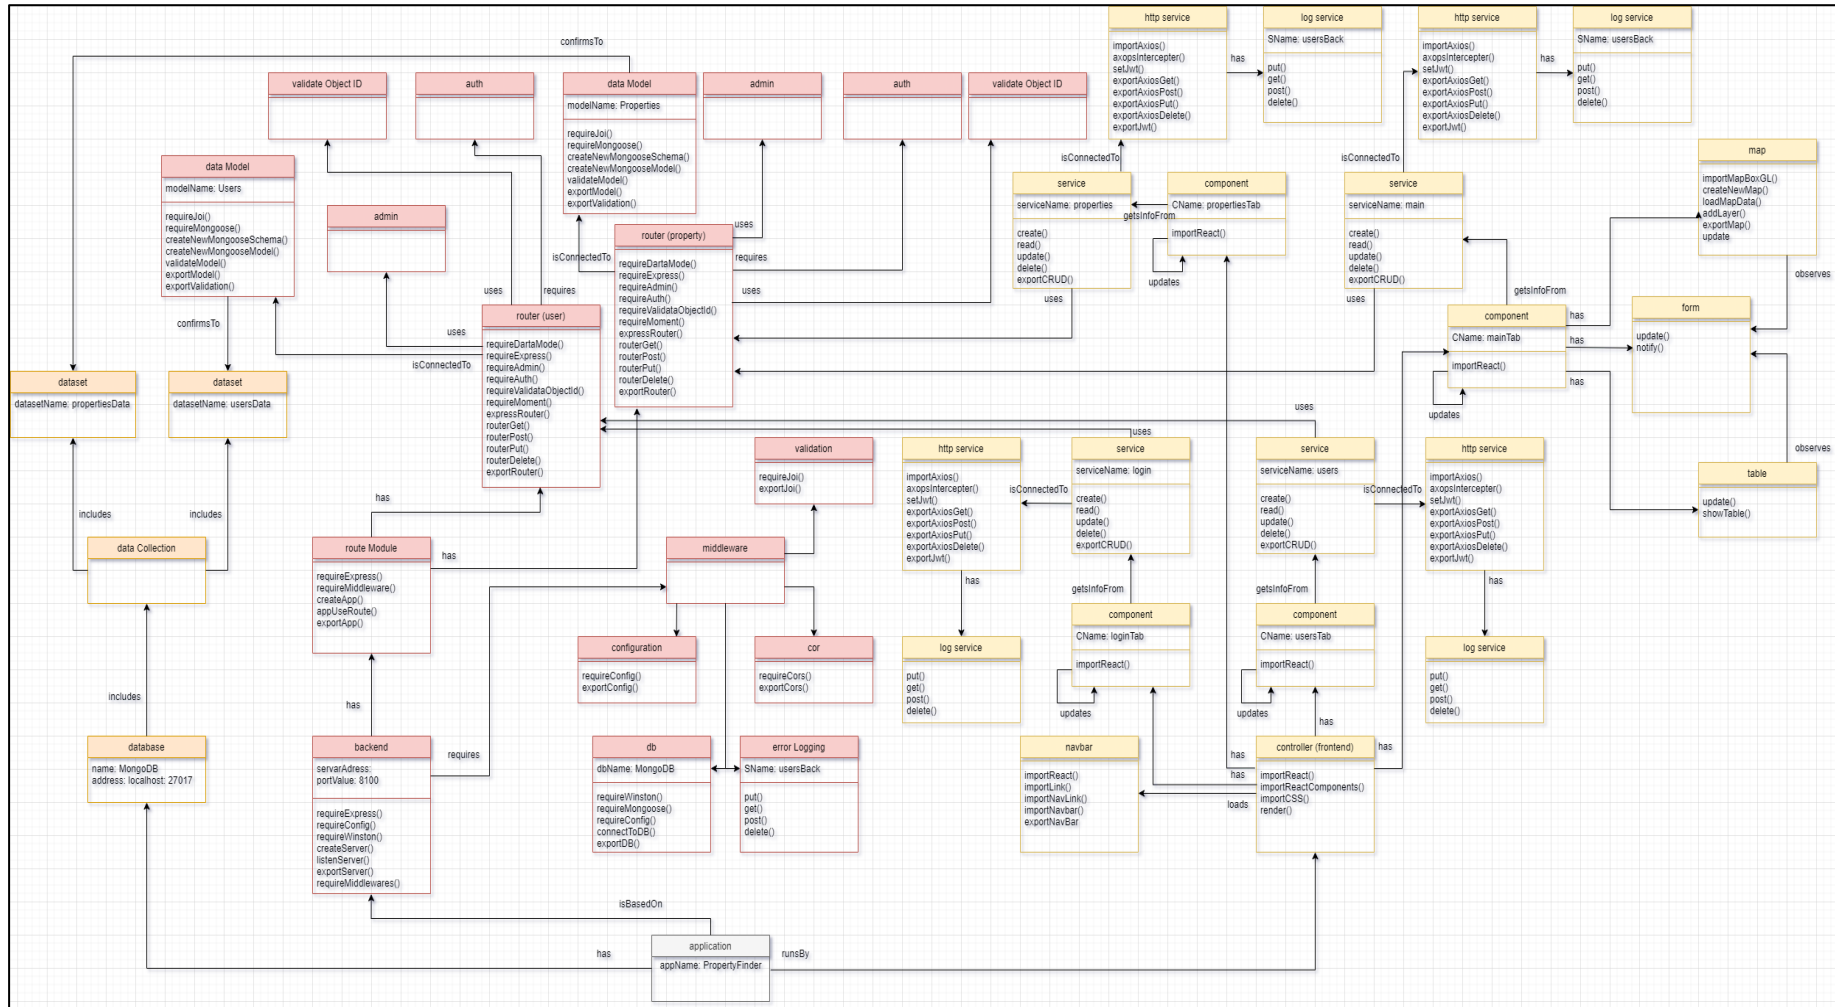 http service
importAxios()
axopsIntercepter()
setJwt()
exportAxiosGet()
exportAxiosPost()
exportAxiosPut()
exportAxiosDelete()
exportJwt()
has
log service
SName: usersBack
put()
get()
post()
delete()
http service
importAxios()
axopsIntercepter()
setJwt()
exportAxiosGet()
exportAxiosPost()
exportAxiosPut()
exportAxiosDelete()
exportJwt()
has
log service
SName: usersBack
put()
get()
post()
delete()
confirmsTo
validate Object ID
auth
data Model
modelName: Properties
requireJoi()
requireMongoose()
createNewMongooseSchema()
createNewMongooseModel()
validateModel()
exportModel()
exportValidation()
admin
auth
validate Object ID
isConnectedTo
isConnectedTo
data Model
modelName: Users
requireJoi()
requireMongoose()
createNewMongooseSchema()
createNewMongooseModel()
validateModel()
exportModel()
exportValidation()
admin
router (property)
requireDartaMode()
requireExpress()
requireAdmin()
requireAuth()
requireValidataObjectId()
requireMoment()
expressRouter()
routerGet()
routerPost()
routerPut()
routerDelete()
exportRouter()
isConnectedTo
uses
requires
uses
service
serviceName: properties
create()
read()
update()
delete()
exportCRUD()
uses
component
CName: propertiesTab
importReact()
getsInfoFrom
updates
service
serviceName: main
create()
read()
update()
delete()
exportCRUD()
uses
getsInfoFrom
map
importMapBoxGL()
createNewMap()
loadMapData()
addLayer()
exportMap()
update
observes
uses
requires
router (user)
requireDartaMode()
requireExpress()
requireAdmin()
requireAuth()
requireValidataObjectId()
requireMoment()
expressRouter()
routerGet()
routerPost()
routerPut()
routerDelete()
exportRouter()
uses
isConnectedTo
confirmsTo
component
CName: mainTab
importReact()
updates
has
has
has
form
update()
notify()
observes
table
update()
showTable()
dataset
datasetName: propertiesData
dataset
datasetName: usersData
includes
includes
uses
uses
has
has
validation
requireJoi()
exportJoi()
http service
importAxios()
axopsIntercepter()
setJwt()
exportAxiosGet()
exportAxiosPost()
exportAxiosPut()
exportAxiosDelete()
exportJwt()
has
isConnectedTo
service
serviceName: login
create()
read()
update()
delete()
exportCRUD()
getsInfoFrom
service
serviceName: users
create()
read()
update()
delete()
exportCRUD()
getsInfoFrom
isConnectedTo
http service
importAxios()
axopsIntercepter()
setJwt()
exportAxiosGet()
exportAxiosPost()
exportAxiosPut()
exportAxiosDelete()
exportJwt()
has
data Collection
route Module
requireExpress()
requireMiddleware()
createApp()
appUseRoute()
exportApp()
middleware
configuration
requireConfig()
exportConfig()
cor
requireCors()
exportCors()
log service
put()
get()
post()
delete()
component
CName: loginTab
importReact()
updates
component
CName: usersTab
importReact()
updates
log service
put()
get()
post()
delete()
includes
has
has
has
has
has
loads
database
name: MongoDB
address: localhost: 27017
backend
servarAdress:
portValue: 8100
requireExpress()
requireConfig()
requireWinston()
createServer()
listenServer()
exportServer()
requireMiddlewares()
requires
db
dbName: MongoDB
requireWinston()
requireMongoose()
requireConfig()
connectToDB()
exportDB()
error Logging
SName: usersBack
put()
get()
post()
delete()
navbar
importReact()
importLink()
importNavLink()
importNavbar()
exportNavBar
controller (frontend)
importReact()
importReactComponents()
importCSS()
render()
isBasedOn
has
application
appName: PropertyFinder
runsBy